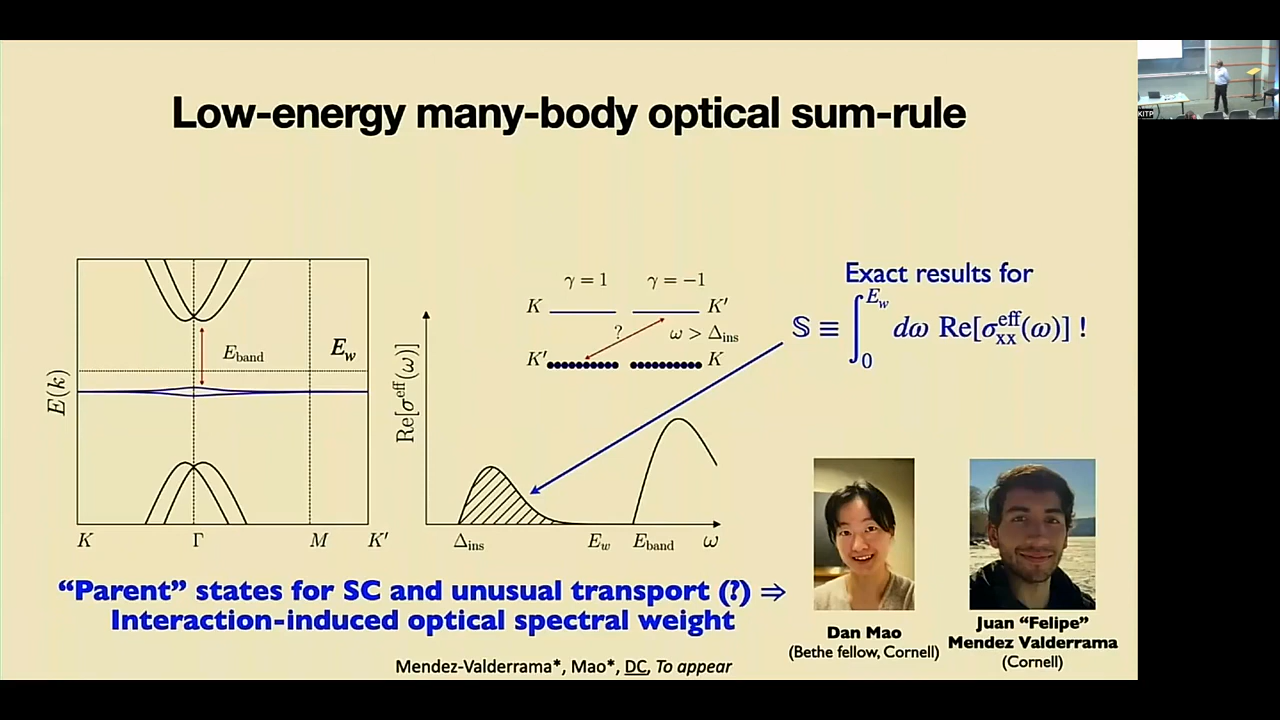 Low-energy many-body optical sum-rule
KITP
E(k)
E_band
E_w
K Γ M K′
Re[σ^eff(ω)]
γ = 1 γ = −1
K K′
? ω > Δ_ins
K′ K
Δ_ins E_w E_band ω
Exact results for
𝕊 ≡ ∫_0^{E_w} dω Re[σ_xx^eff(ω)] !
“Parent” states for SC and unusual transport (?) ⇒
Interaction-induced optical spectral weight
Mendez-Valderrama*, Mao*, DC, To appear
Dan Mao
(Bethe fellow, Cornell)
Juan “Felipe”
Mendez Valderrama
(Cornell)